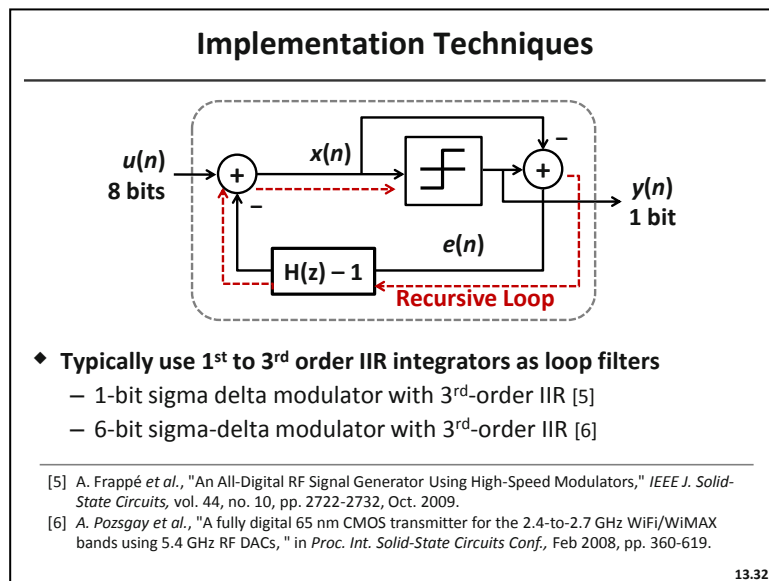 Implementation Techniques
u(n)
8 bits
+
–
x(n)
–
+
y(n)
1 bit
e(n)
H(z) – 1
Recursive Loop
◆ Typically use 1st to 3rd order IIR integrators as loop filters
– 1-bit sigma delta modulator with 3rd-order IIR [5]
– 6-bit sigma-delta modulator with 3rd-order IIR [6]
[5] A. Frappé et al., "An All-Digital RF Signal Generator Using High-Speed Modulators," IEEE J. Solid-
State Circuits, vol. 44, no. 10, pp. 2722-2732, Oct. 2009.
[6] A. Pozsgay et al., "A fully digital 65 nm CMOS transmitter for the 2.4-to-2.7 GHz WiFi/WiMAX
bands using 5.4 GHz RF DACs, " in Proc. Int. Solid-State Circuits Conf., Feb 2008, pp. 360-619.
13.32